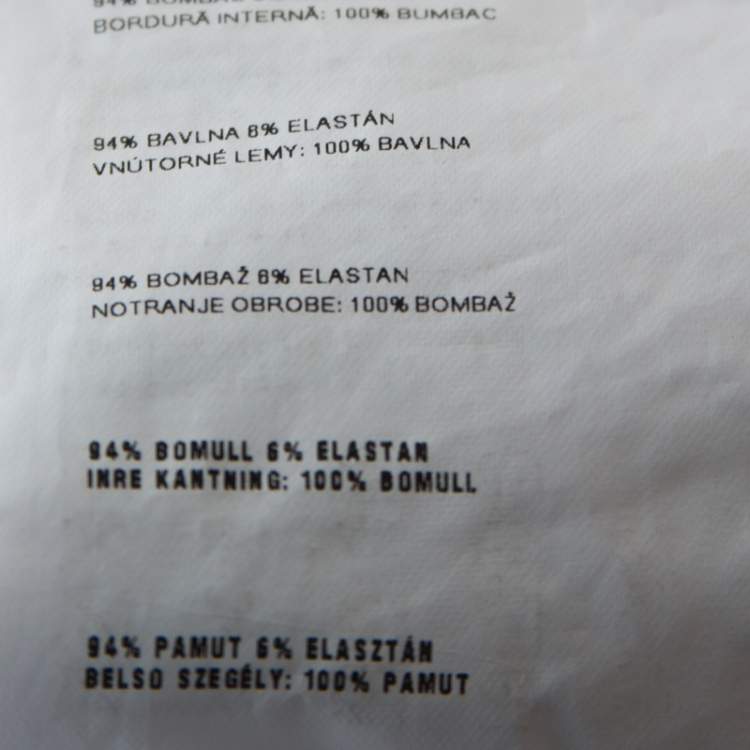 BORDURĂ INTERNĂ: 100% BUMBAC
94% BAVLNA 6% ELASTÁN
VNÚTORNÉ LEMY: 100% BAVLNA
94% BOMBAŽ 6% ELASTAN
NOTRANJE OBROBE: 100% BOMBAŽ
94% BOMULL 6% ELASTAN
INRE KANTNING: 100% BOMULL
94% PAMUT 6% ELASZTÁN
BELSO SZEGÉLY: 100% PAMUT